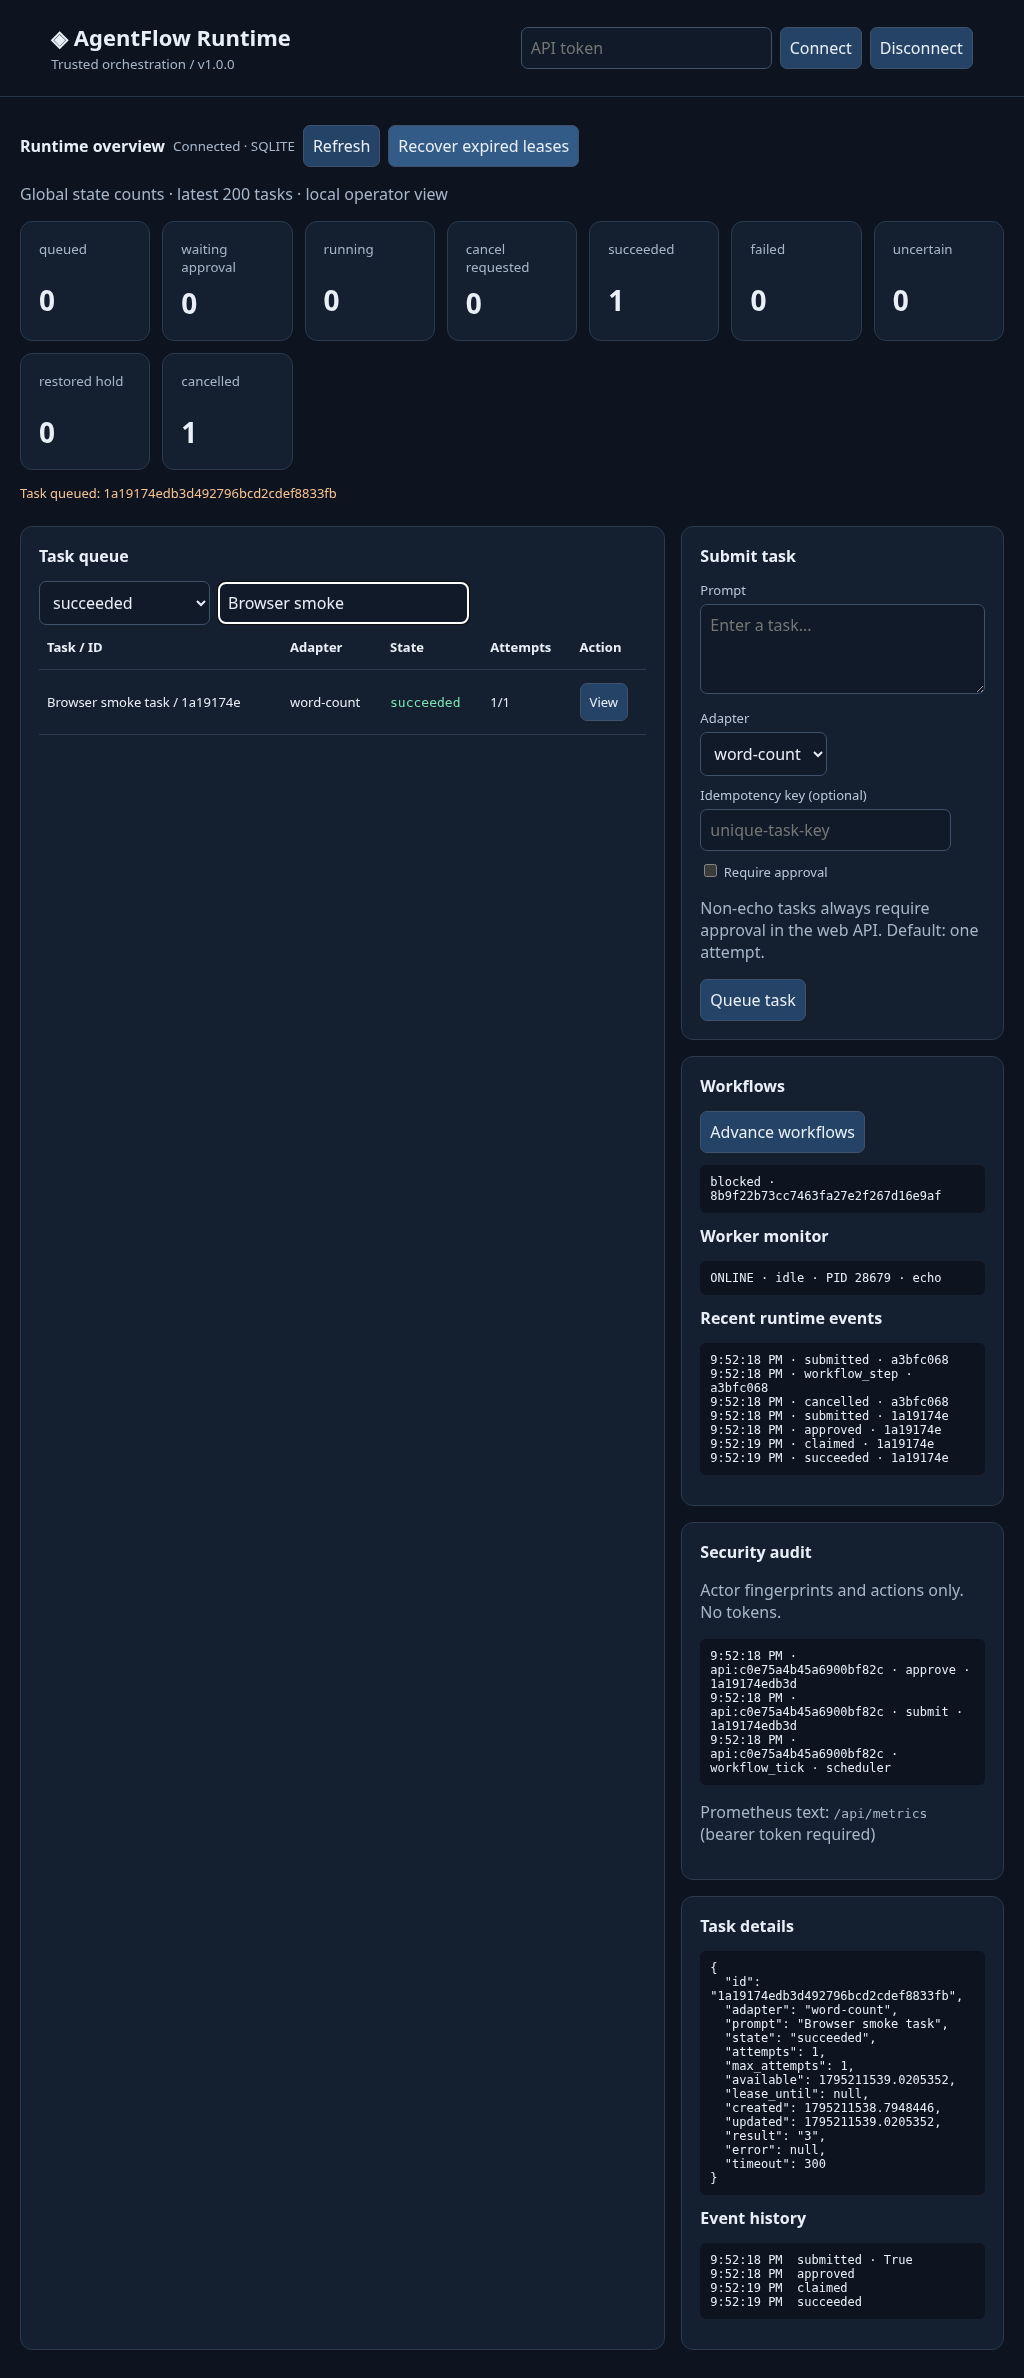 ◈ AgentFlow Runtime
Trusted orchestration / v1.0.0
API token
Connect
Disconnect
Runtime overview
Connected · SQLITE
Refresh
Recover expired leases
Global state counts · latest 200 tasks · local operator view
queued
0
waiting
approval
0
running
0
cancel
requested
0
succeeded
1
failed
0
uncertain
0
restored hold
0
cancelled
1
Task queued: 1a19174edb3d492796bcd2cdef8833fb
Task queue
succeeded
Browser smoke
Task / ID Adapter State Attempts Action
Browser smoke task / 1a19174e word-count succeeded 1/1 View
Submit task
Prompt
Enter a task...
Adapter
word-count
Idempotency key (optional)
unique-task-key
Require approval
Non-echo tasks always require
approval in the web API. Default: one
attempt.
Queue task
Workflows
Advance workflows
blocked ·
8b9f22b73cc7463fa27e2f267d16e9af
Worker monitor
ONLINE · idle · PID 28679 · echo
Recent runtime events
9:52:18 PM · submitted · a3bfc068
9:52:18 PM · workflow_step ·
a3bfc068
9:52:18 PM · cancelled · a3bfc068
9:52:18 PM · submitted · 1a19174e
9:52:18 PM · approved · 1a19174e
9:52:19 PM · claimed · 1a19174e
9:52:19 PM · succeeded · 1a19174e
Security audit
Actor fingerprints and actions only.
No tokens.
9:52:18 PM ·
api:c0e75a4b45a6900bf82c · approve ·
1a19174edb3d
9:52:18 PM ·
api:c0e75a4b45a6900bf82c · submit ·
1a19174edb3d
9:52:18 PM ·
api:c0e75a4b45a6900bf82c ·
workflow_tick · scheduler
Prometheus text: /api/metrics
(bearer token required)
Task details
{
"id":
"1a19174edb3d492796bcd2cdef8833fb",
"adapter": "word-count",
"prompt": "Browser smoke task",
"state": "succeeded",
"attempts": 1,
"max_attempts": 1,
"available": 1795211539.0205352,
"lease_until": null,
"created": 1795211538.7948446,
"updated": 1795211539.0205352,
"result": "3",
"error": null,
"timeout": 300
}
Event history
9:52:18 PM  submitted · True
9:52:18 PM  approved
9:52:19 PM  claimed
9:52:19 PM  succeeded